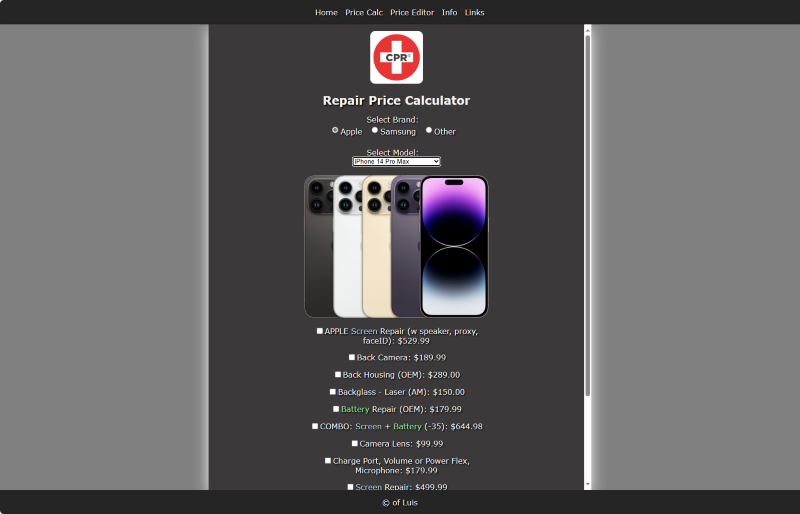 Home Price Calc Price Editor Info Links
CPR
Repair Price Calculator
Select Brand:
Apple Samsung Other
Select Model:
iPhone 14 Pro Max
APPLE Screen Repair (w speaker, proxy,
faceID): $529.99
Back Camera: $189.99
Back Housing (OEM): $289.00
Backglass - Laser (AM): $150.00
Battery Repair (OEM): $179.99
COMBO: Screen + Battery (-35): $644.98
Camera Lens: $99.99
Charge Port, Volume or Power Flex,
Microphone: $179.99
Screen Repair: $499.99
© of Luis